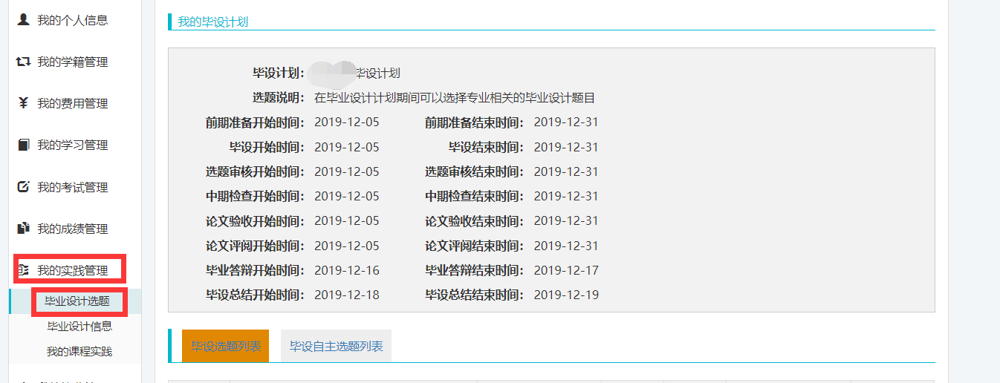 我的个人信息
我的学籍管理
我的费用管理
我的学习管理
我的考试管理
我的成绩管理
我的实践管理
毕业设计选题
毕业设计信息
我的课程实践
我的毕设计划
毕设计划： 毕设计划
选题说明： 在毕业设计计划期间可以选择专业相关的毕业设计题目
前期准备开始时间： 2019-12-05 前期准备结束时间： 2019-12-31
毕设开始时间： 2019-12-05 毕设结束时间： 2019-12-31
选题审核开始时间： 2019-12-05 选题审核结束时间： 2019-12-31
中期检查开始时间： 2019-12-05 中期检查结束时间： 2019-12-31
论文验收开始时间： 2019-12-05 论文验收结束时间： 2019-12-31
论文评阅开始时间： 2019-12-05 论文评阅结束时间： 2019-12-31
毕业答辩开始时间： 2019-12-16 毕业答辩结束时间： 2019-12-17
毕设总结开始时间： 2019-12-18 毕设总结结束时间： 2019-12-19
毕设选题列表 毕设自主选题列表